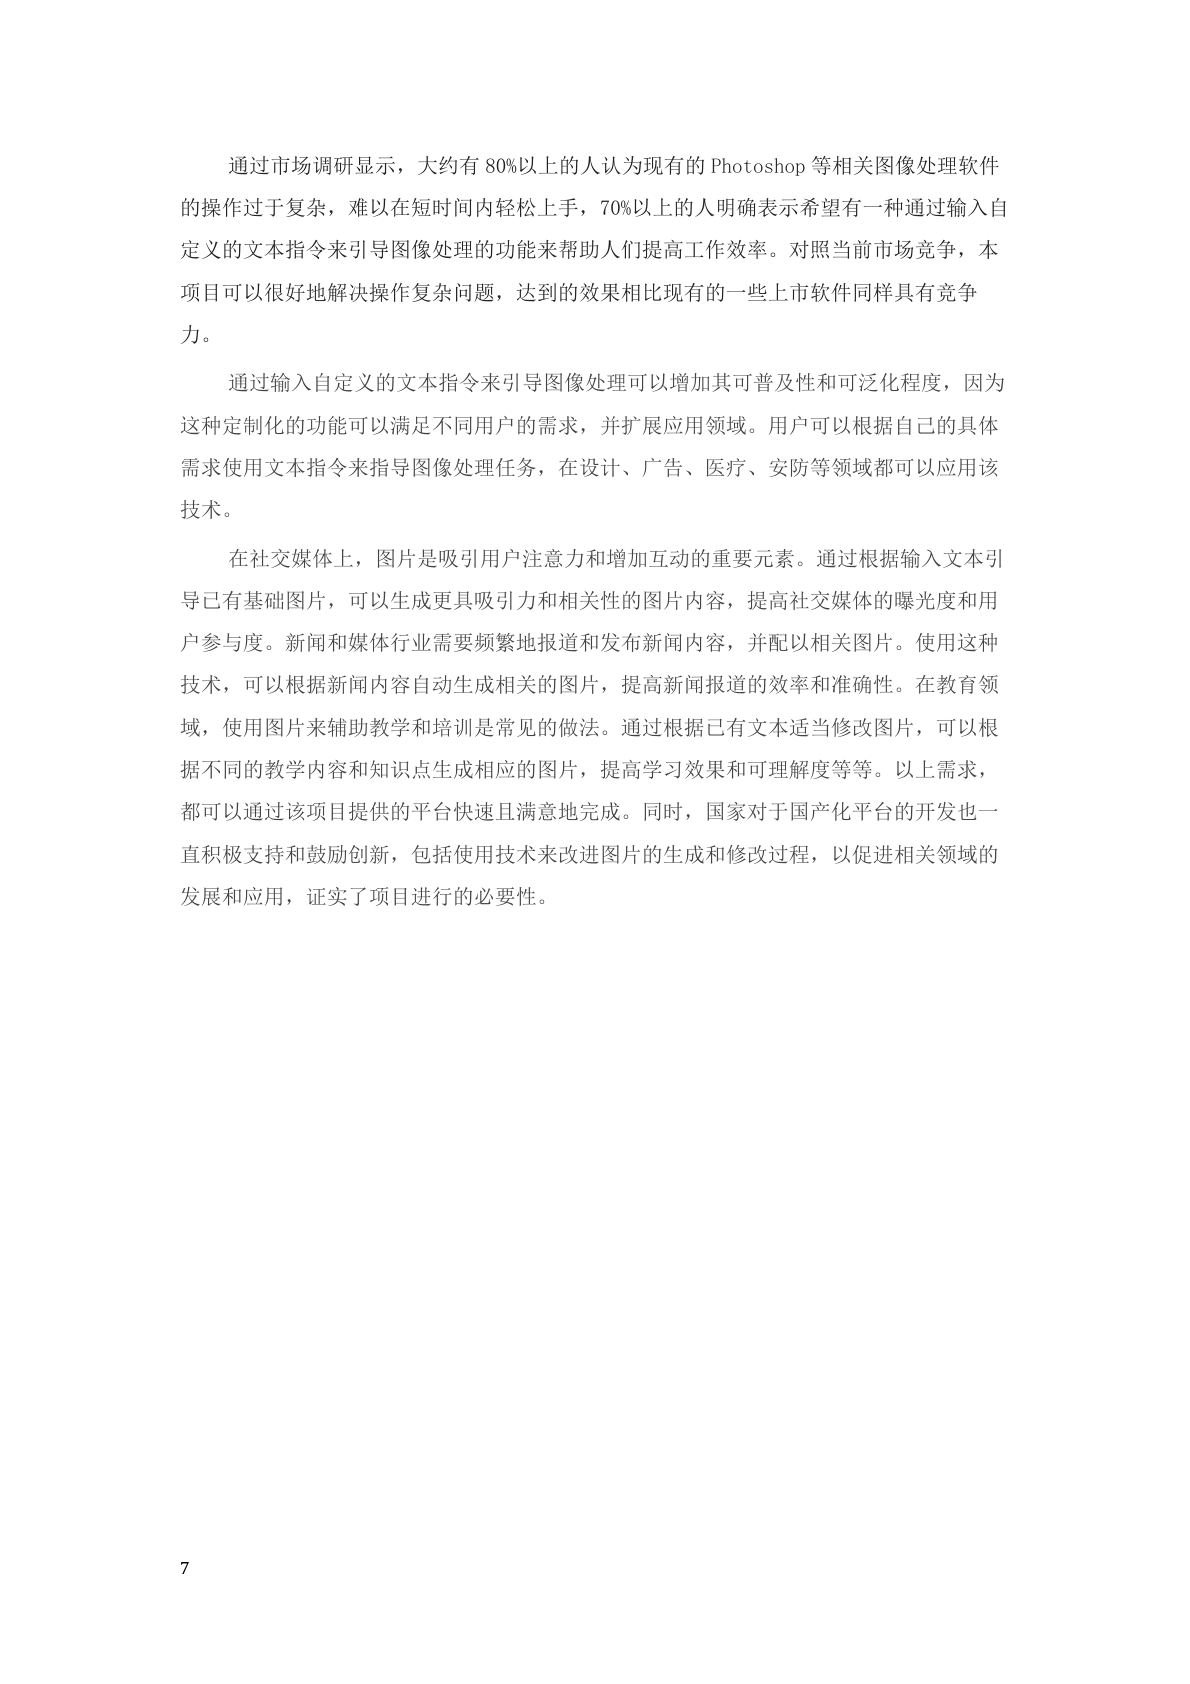 通过市场调研显示，大约有 80%以上的人认为现有的 Photoshop 等相关图像处理软件
的操作过于复杂，难以在短时间内轻松上手，70%以上的人明确表示希望有一种通过输入自
定义的文本指令来引导图像处理的功能来帮助人们提高工作效率。对照当前市场竞争，本
项目可以很好地解决操作复杂问题，达到的效果相比现有的一些上市软件同样具有竞争
力。
通过输入自定义的文本指令来引导图像处理可以增加其可普及性和可泛化程度，因为
这种定制化的功能可以满足不同用户的需求，并扩展应用领域。用户可以根据自己的具体
需求使用文本指令来指导图像处理任务，在设计、广告、医疗、安防等领域都可以应用该
技术。
在社交媒体上，图片是吸引用户注意力和增加互动的重要元素。通过根据输入文本引
导已有基础图片，可以生成更具吸引力和相关性的图片内容，提高社交媒体的曝光度和用
户参与度。新闻和媒体行业需要频繁地报道和发布新闻内容，并配以相关图片。使用这种
技术，可以根据新闻内容自动生成相关的图片，提高新闻报道的效率和准确性。在教育领
域，使用图片来辅助教学和培训是常见的做法。通过根据已有文本适当修改图片，可以根
据不同的教学内容和知识点生成相应的图片，提高学习效果和可理解度等等。以上需求，
都可以通过该项目提供的平台快速且满意地完成。同时，国家对于国产化平台的开发也一
直积极支持和鼓励创新，包括使用技术来改进图片的生成和修改过程，以促进相关领域的
发展和应用，证实了项目进行的必要性。
7